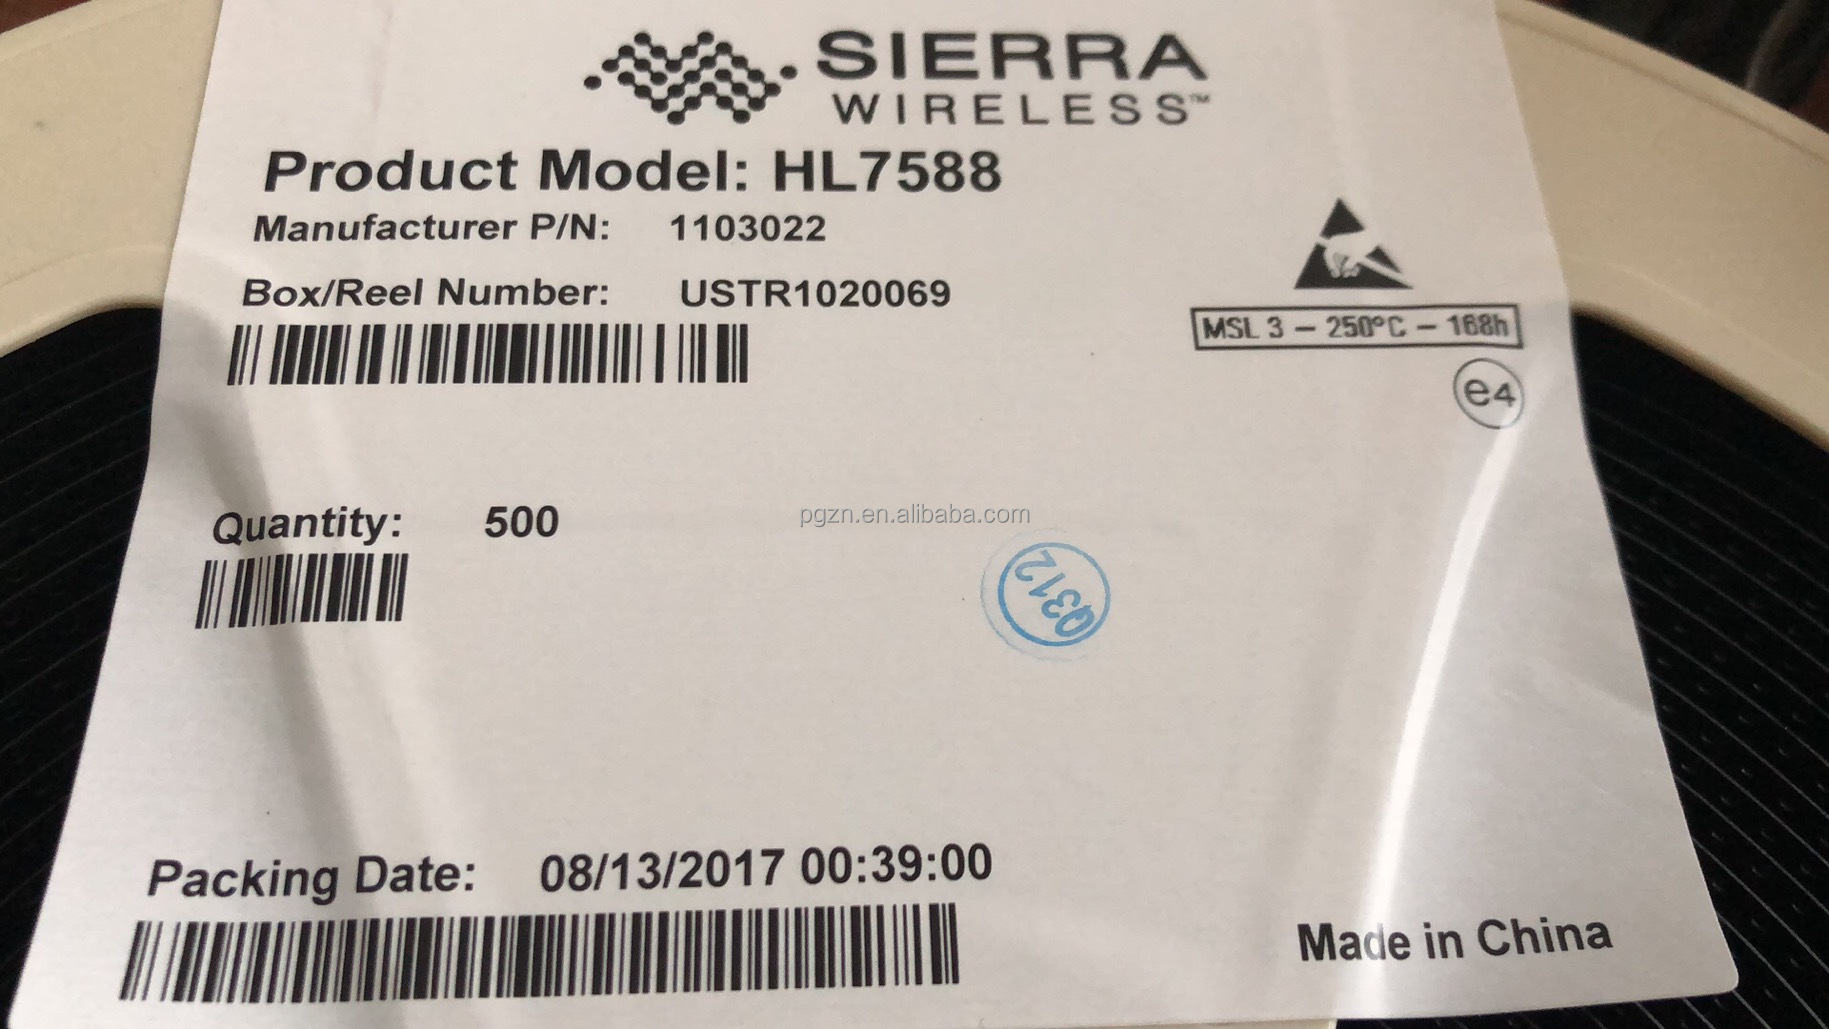 SIERRA
WIRELESS™
Product Model: HL7588
Manufacturer P/N: 1103022
Box/Reel Number: USTR1020069
MSL 3 – 250°C – 168h
e4
Quantity: 500
pgzn.en.alibaba.com
Q312
Packing Date: 08/13/2017 00:39:00
Made in China